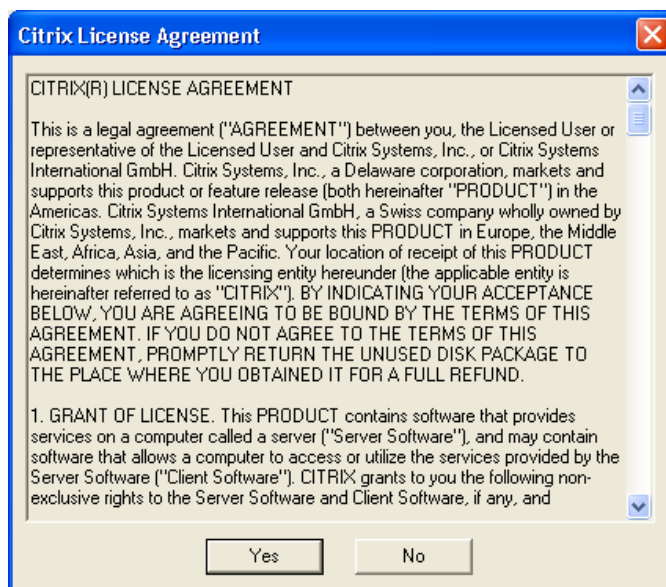 Citrix License Agreement
CITRIX(R) LICENSE AGREEMENT
This is a legal agreement ("AGREEMENT") between you, the Licensed User or
representative of the Licensed User and Citrix Systems, Inc., or Citrix Systems
International GmbH. Citrix Systems, Inc., a Delaware corporation, markets and
supports this product or feature release (both hereinafter "PRODUCT") in the
Americas. Citrix Systems International GmbH, a Swiss company wholly owned by
Citrix Systems, Inc., markets and supports this PRODUCT in Europe, the Middle
East, Africa, Asia, and the Pacific. Your location of receipt of this PRODUCT
determines which is the licensing entity hereunder (the applicable entity is
hereinafter referred to as "CITRIX"). BY INDICATING YOUR ACCEPTANCE
BELOW, YOU ARE AGREEING TO BE BOUND BY THE TERMS OF THIS
AGREEMENT. IF YOU DO NOT AGREE TO THE TERMS OF THIS
AGREEMENT, PROMPTLY RETURN THE UNUSED DISK PACKAGE TO
THE PLACE WHERE YOU OBTAINED IT FOR A FULL REFUND.
1. GRANT OF LICENSE. This PRODUCT contains software that provides
services on a computer called a server ("Server Software"), and may contain
software that allows a computer to access or utilize the services provided by the
Server Software ("Client Software"). CITRIX grants to you the following non-
exclusive rights to the Server Software and Client Software, if any, and
Yes
No